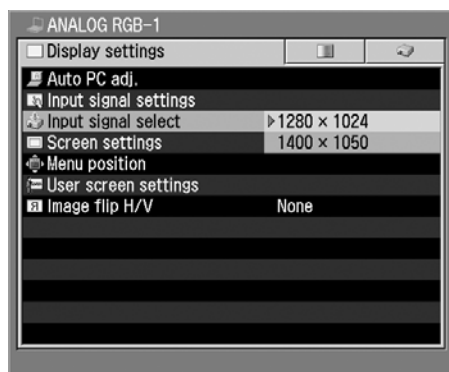 ANALOG RGB-1
Display settings
Auto PC adj.
Input signal settings
Input signal select 1280 × 1024
Screen settings 1400 × 1050
Menu position
User screen settings
Image flip H/V None